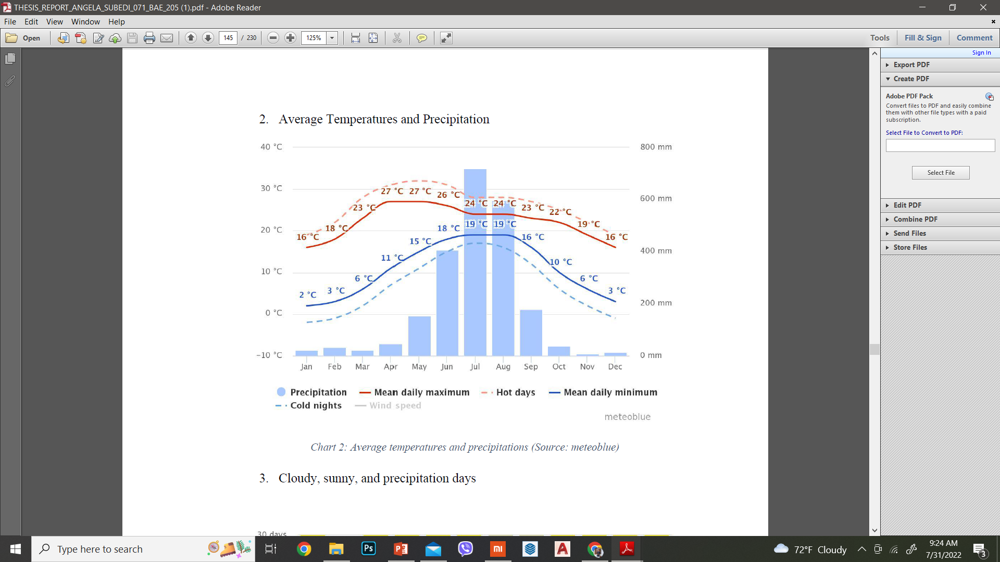 THESIS_REPORT_ANGELA_SUBEDI_071_BAE_205 (1).pdf - Adobe Reader
File Edit View Window Help
Open 145 / 230 125% Tools Fill & Sign Comment
Sign In
Export PDF
Create PDF
Adobe PDF Pack
Convert files to PDF and easily combine
them with other file types with a paid
subscription.
Select File to Convert to PDF:
Select File
Edit PDF
Combine PDF
Send Files
Store Files
2. Average Temperatures and Precipitation
40 °C 800 mm
30 °C
600 mm
27 °C 27 °C 26 °C
24 °C 24 °C
23 °C 23 °C 22 °C
18 °C 19 °C
20 °C
16 °C 16 °C
18 °C 19 °C 19 °C
15 °C 16 °C
400 mm
11 °C 10 °C
10 °C
6 °C 6 °C
2 °C 3 °C 3 °C
200 mm
0 °C
-10 °C 0 mm
Jan Feb Mar Apr May Jun Jul Aug Sep Oct Nov Dec
Precipitation Mean daily maximum Hot days Mean daily minimum
Cold nights Wind speed
meteoblue
Chart 2: Average temperatures and precipitations (Source: meteoblue)
3. Cloudy, sunny, and precipitation days
30 days
Type here to search
Ps
P
mi
A
72°F Cloudy
9:24 AM
7/31/2022
3